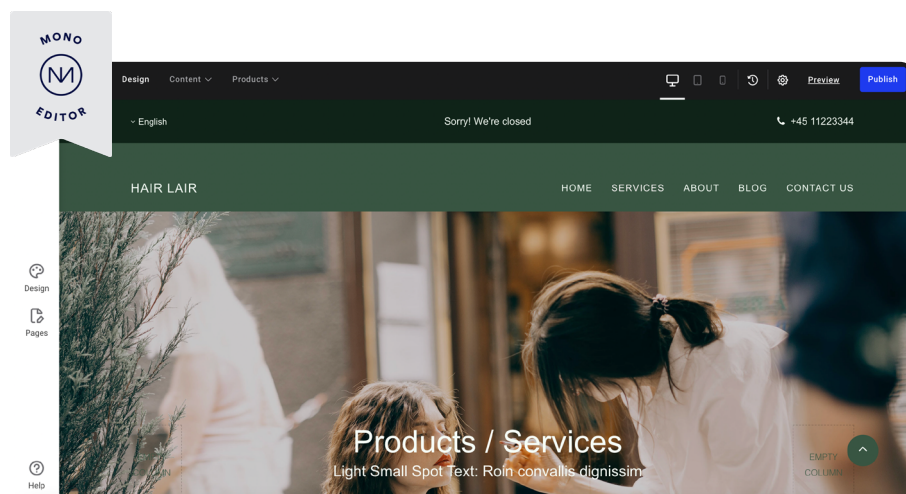 MONO
EDITOR
Design Content Products Preview Publish
English Sorry! We're closed +45 11223344
HAIR LAIR HOME SERVICES ABOUT BLOG CONTACT US
Design
Pages
Products / Services
Light Small Spot Text: Roin convallis dignissim
EMPTY
COLUMN
Help